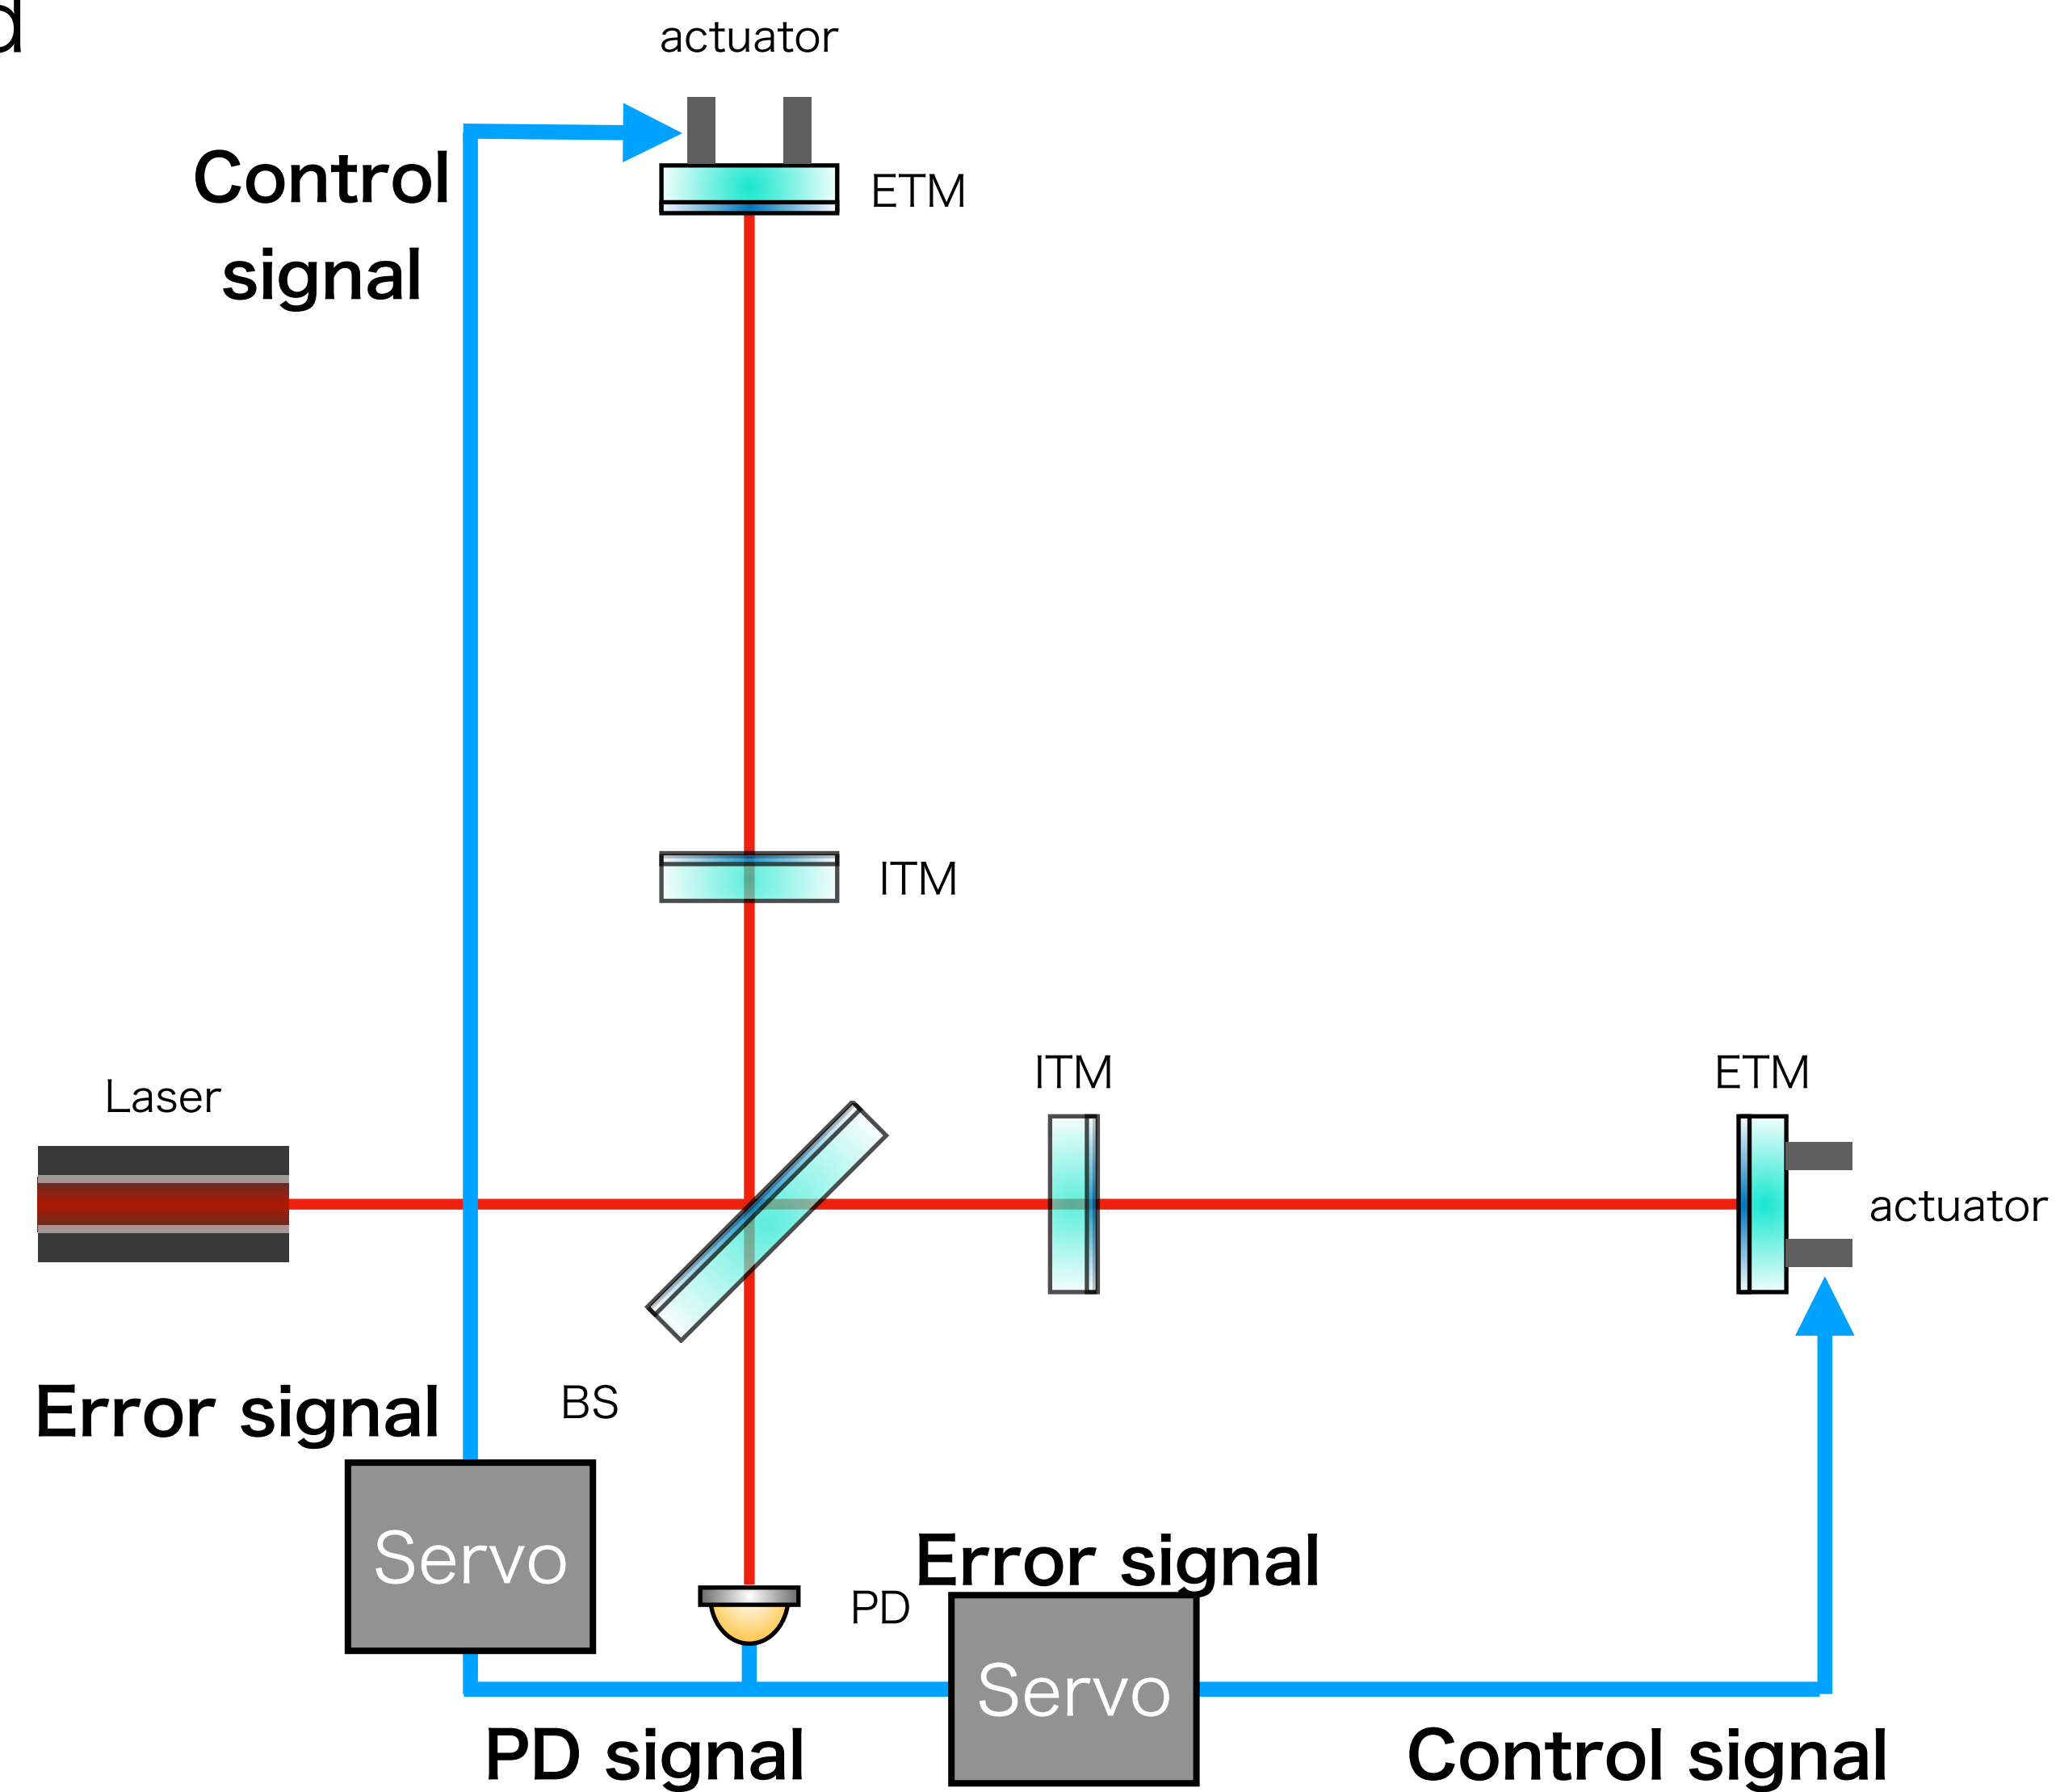 d
actuator
Control
signal
ETM
ITM
ITM
ETM
Laser
actuator
Error signal
BS
Servo
Error signal
PD
Servo
PD signal
Control signal